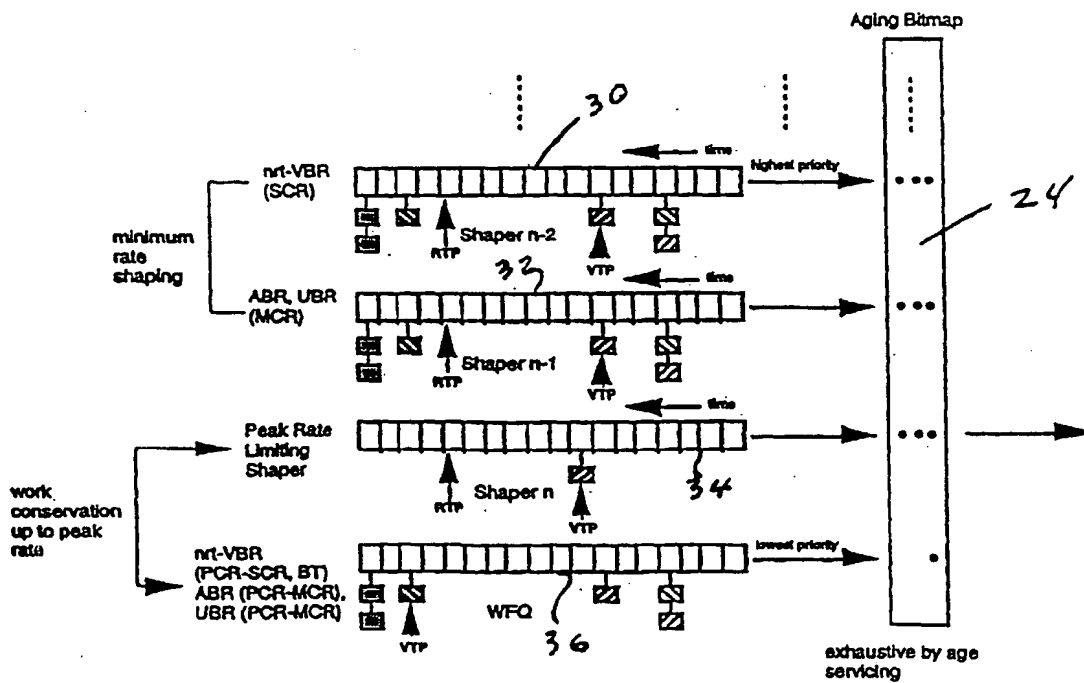 Aging Bitmap
30
time
nrt-VBR
(SCR)
highest priority
24
RTP
Shaper n-2
VTP
minimum
rate
shaping
32
time
ABR, UBR
(MCR)
RTP
Shaper n-1
VTP
time
Peak Rate
Limiting
Shaper
RTP
Shaper n
VTP
34
work
conservation
up to peak
rate
lowest priority
nrt-VBR
(PCR-SCR, BT)
ABR (PCR-MCR),
UBR (PCR-MCR)
VTP
WFQ
36
exhaustive by age
servicing